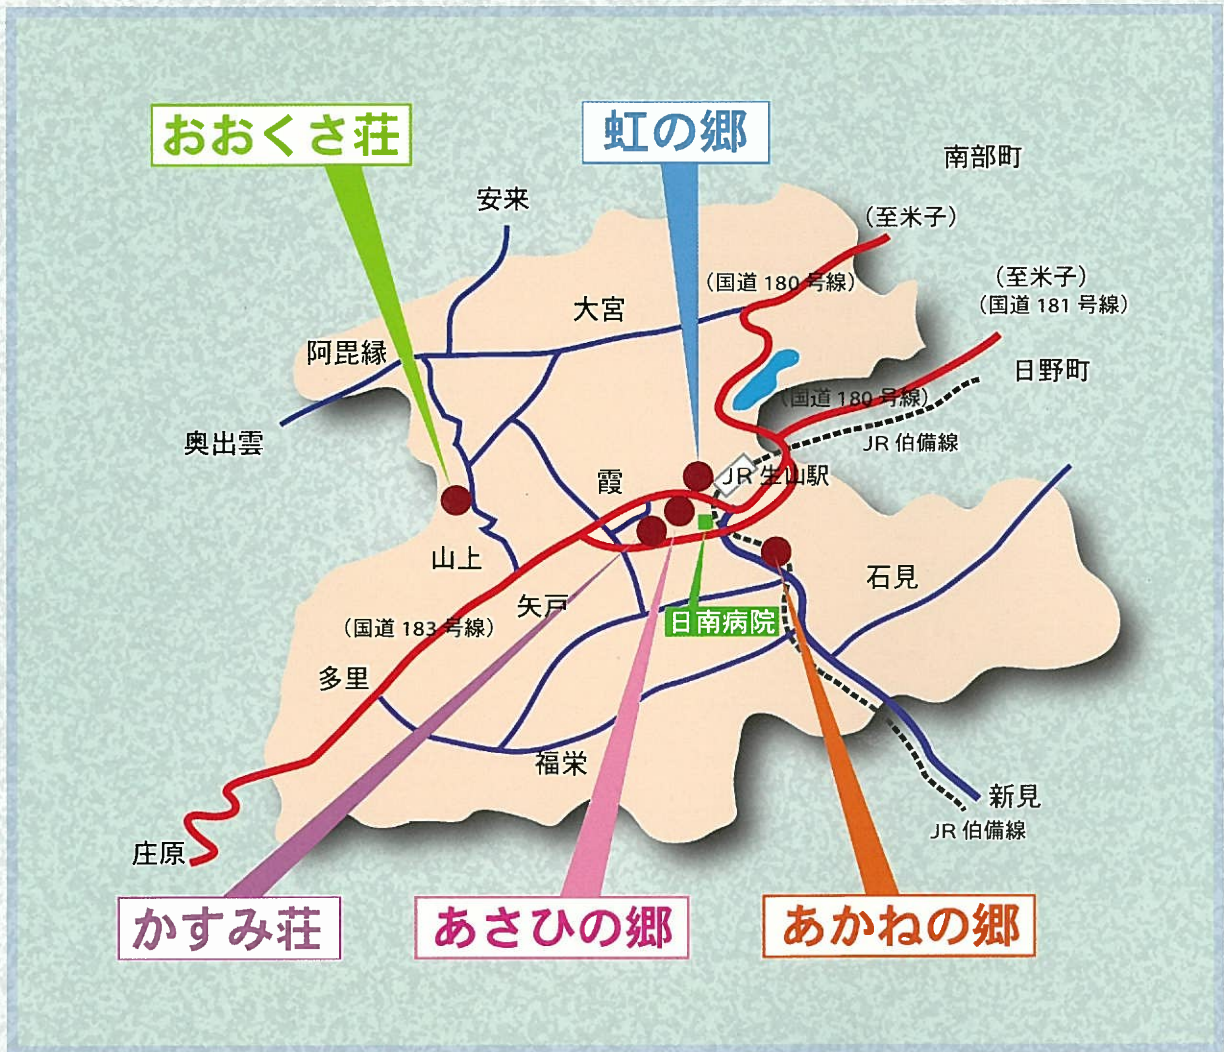 おおくさ荘
虹の郷
南部町
安来
（至米子）
（至米子）
（国道 180 号線）
（国道 181 号線）
大宮
阿毘縁
日野町
（国道 180 号線）
奥出雲
JR 伯備線
霞
JR 生山駅
山上
石見
矢戸
日南病院
（国道 183 号線）
多里
福栄
新見
JR 伯備線
庄原
かすみ荘
あさひの郷
あかねの郷